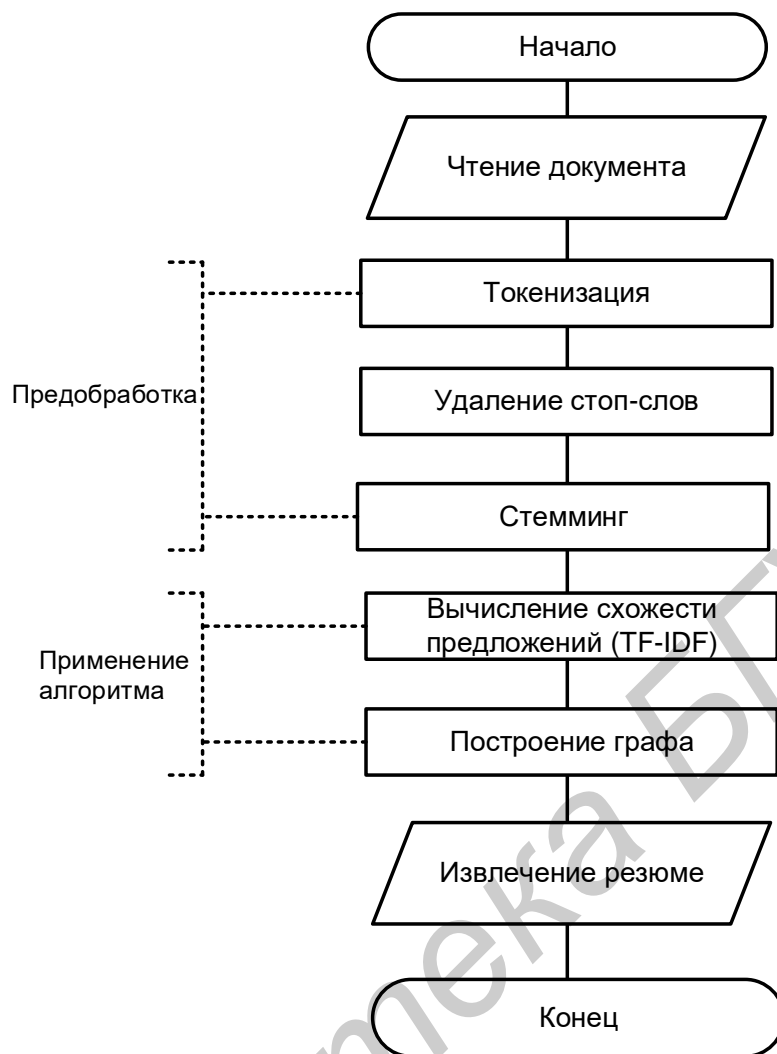 Начало
Чтение документа
Токенизация
Предобработка
Удаление стоп-слов
Стемминг
Вычисление схожести
предложений (TF-IDF)
Применение
алгоритма
Построение графа
Извлечение резюме
Конец